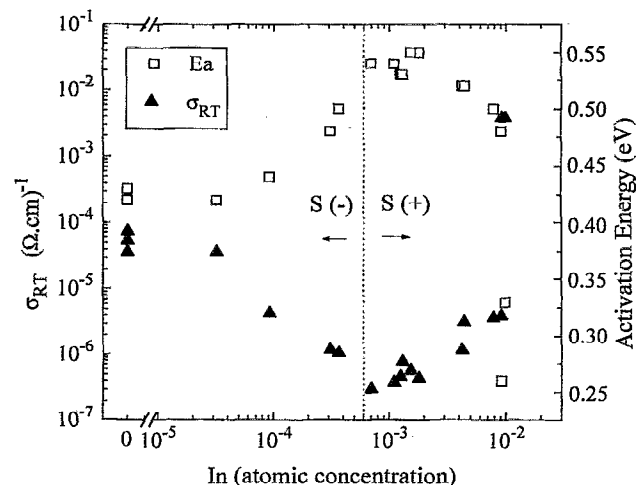 10⁻¹
10⁻²
10⁻³
10⁻⁴
10⁻⁵
10⁻⁶
10⁻⁷
σRT (Ω.cm)⁻¹
Ea
σRT
S (-)
S (+)
0.55
0.50
0.45
0.40
0.35
0.30
0.25
Activation Energy (eV)
0 10⁻⁵ 10⁻⁴ 10⁻³ 10⁻²
In (atomic concentration)